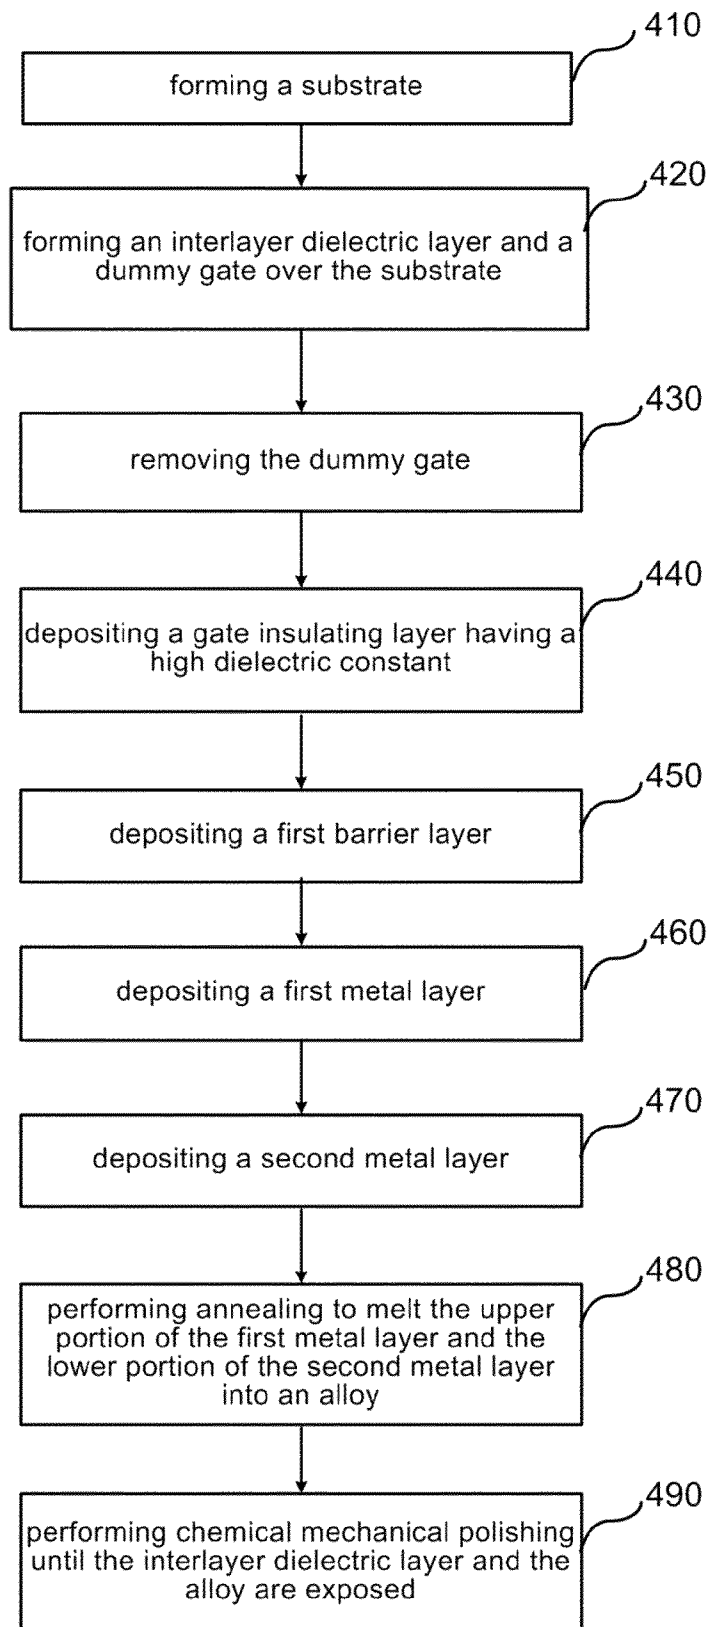 410
forming a substrate
420
forming an interlayer dielectric layer and a
dummy gate over the substrate
430
removing the dummy gate
440
depositing a gate insulating layer having a
high dielectric constant
450
depositing a first barrier layer
460
depositing a first metal layer
470
depositing a second metal layer
480
performing annealing to melt the upper
portion of the first metal layer and the
lower portion of the second metal layer
into an alloy
490
performing chemical mechanical polishing
until the interlayer dielectric layer and the
alloy are exposed